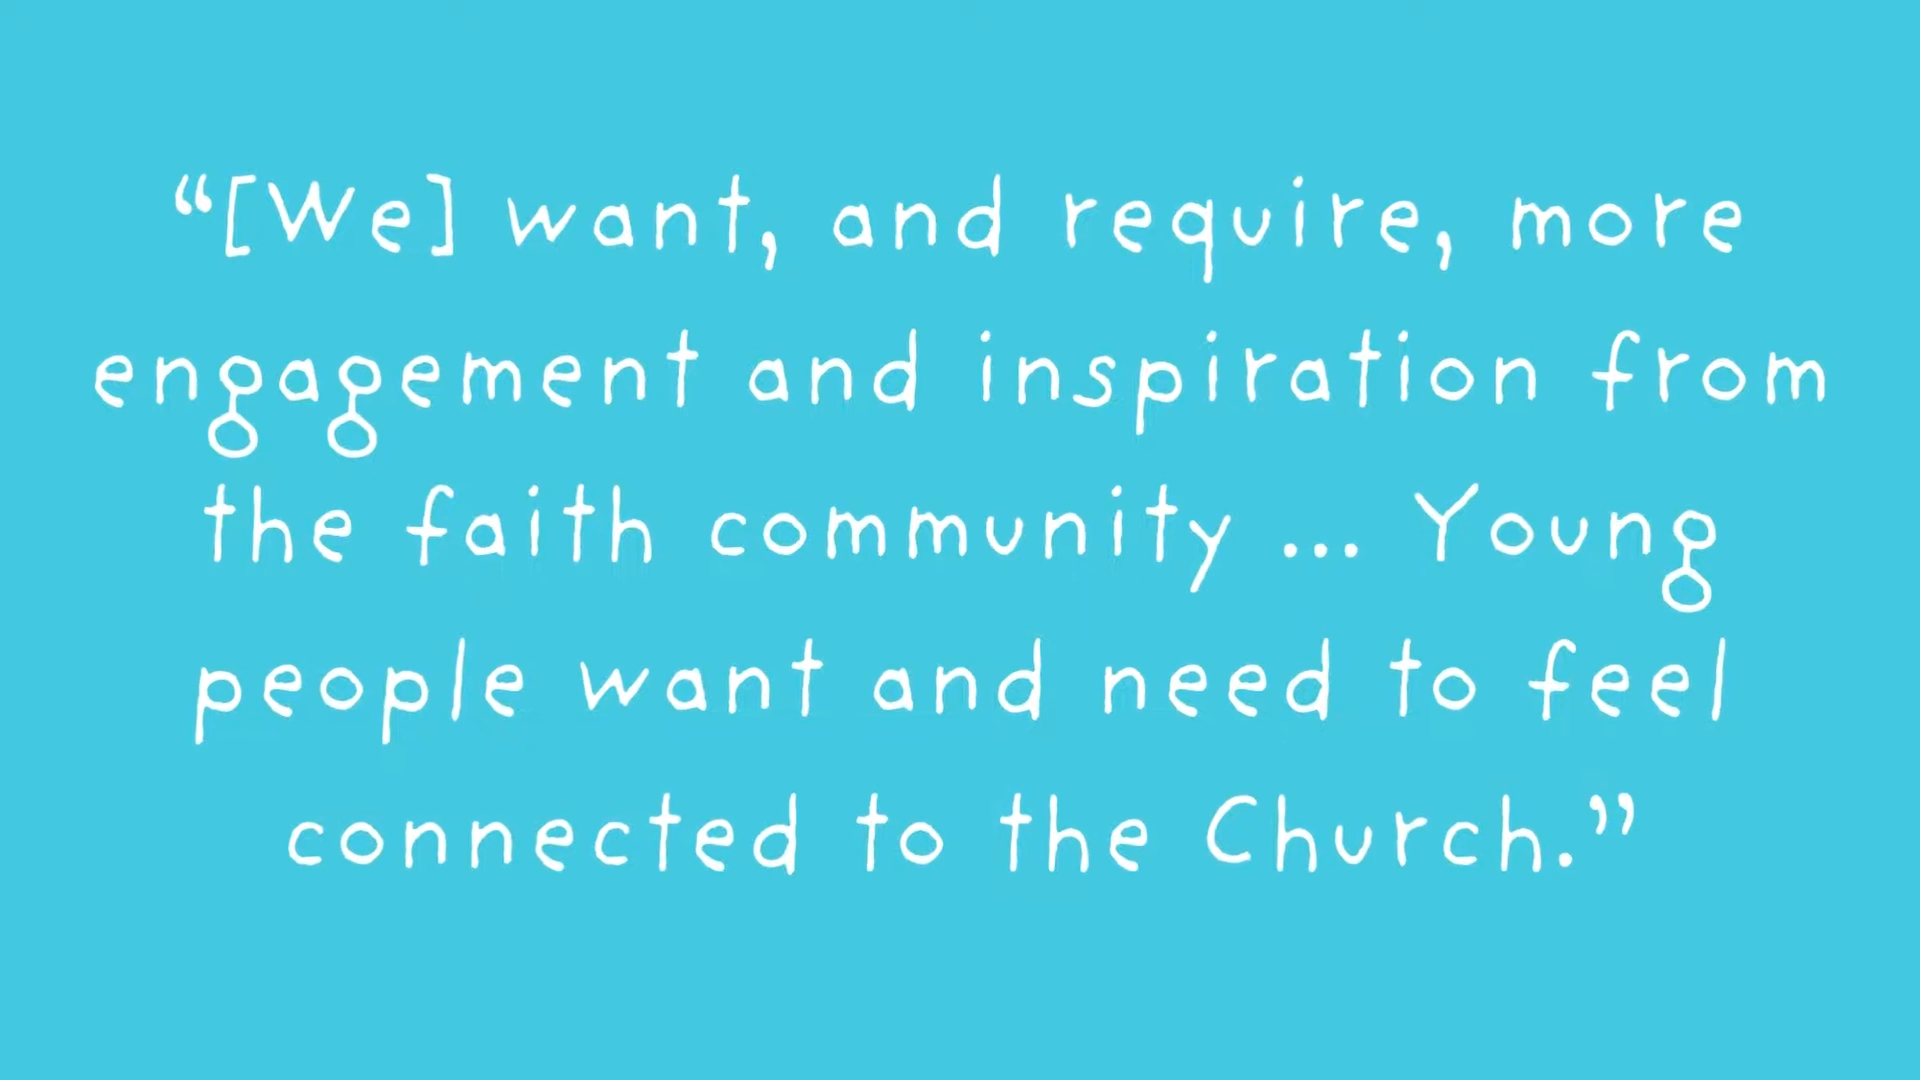 “[We] want, and require, more
engagement and inspiration from
the faith community ... Young
people want and need to feel
connected to the Church.”